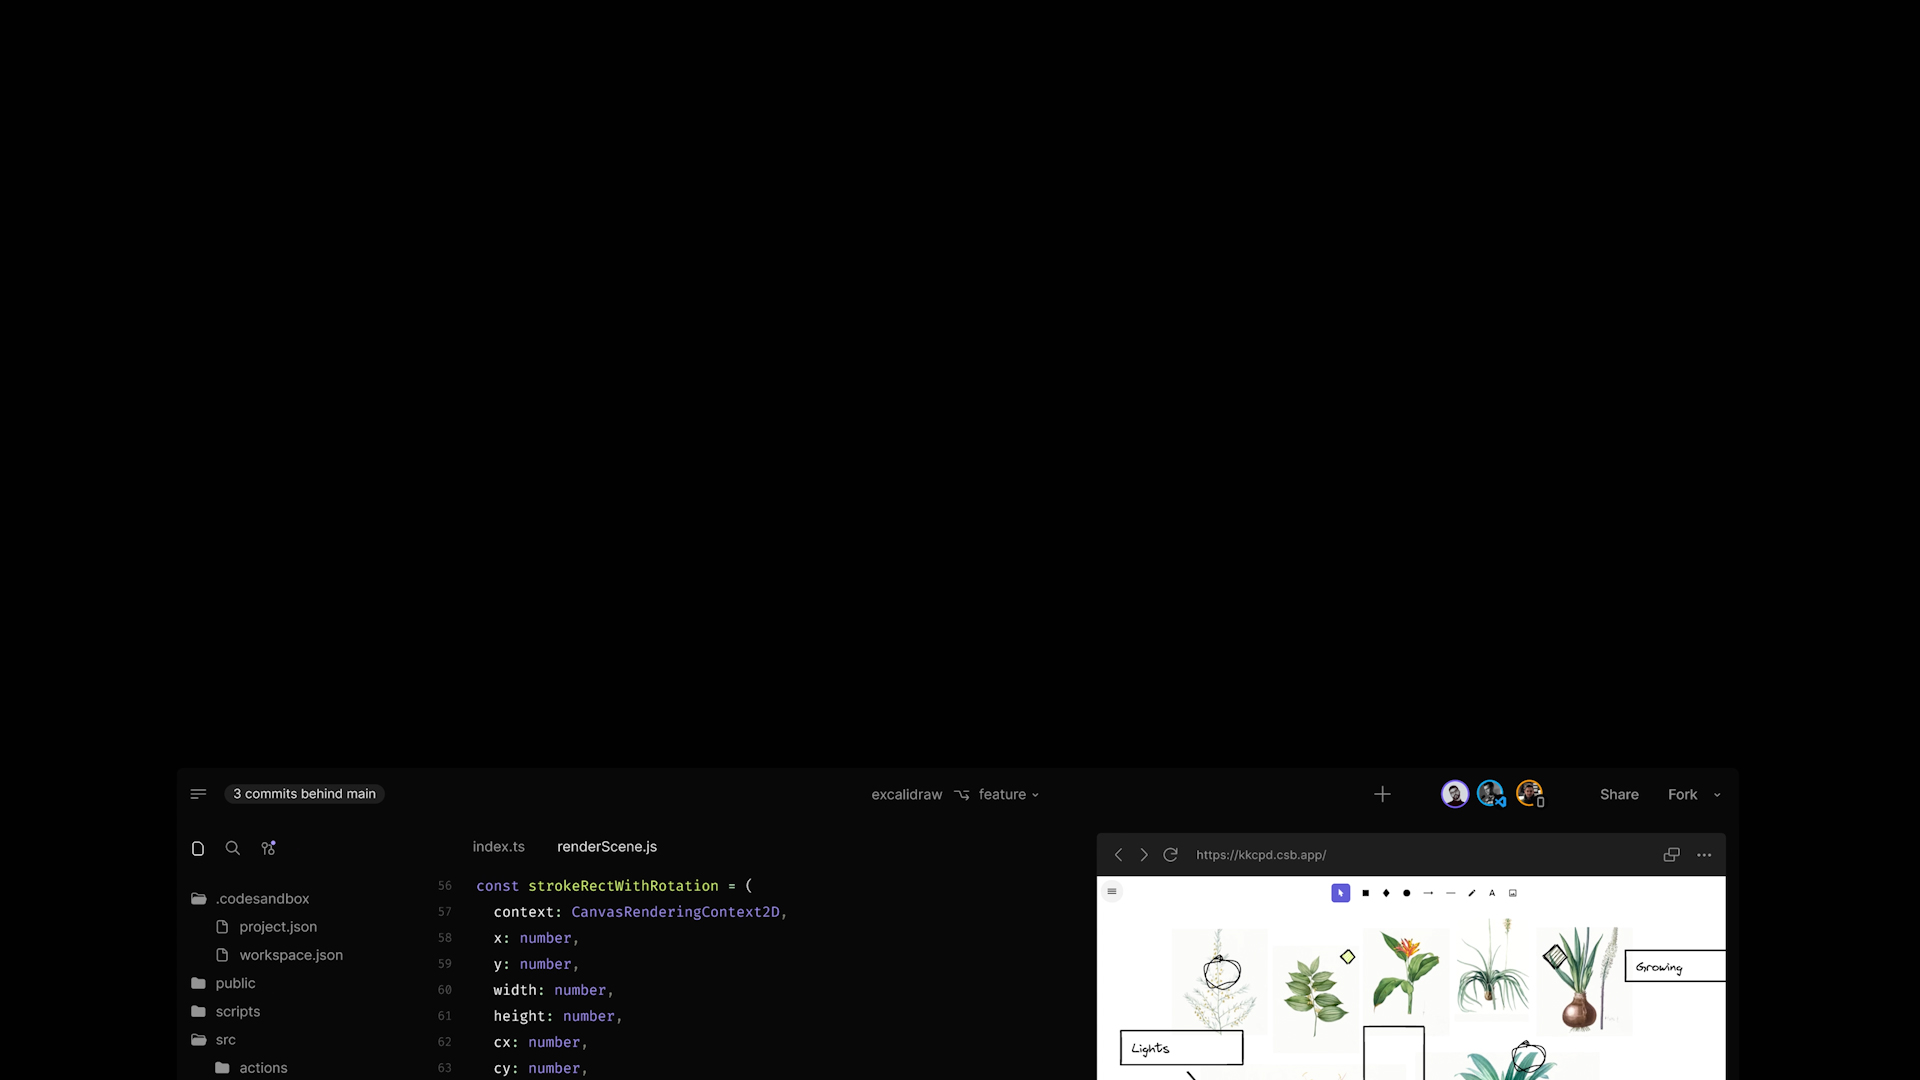 3 commits behind main
excalidraw feature
Share Fork
.codesandbox
project.json
workspace.json
public
scripts
src
actions
index.ts renderScene.js
56 const strokeRectWithRotation = (
57 context: CanvasRenderingContext2D,
58 x: number,
59 y: number,
60 width: number,
61 height: number,
62 cx: number,
63 cy: number,
https://kkcpd.csb.app/
A
Growing
Lights